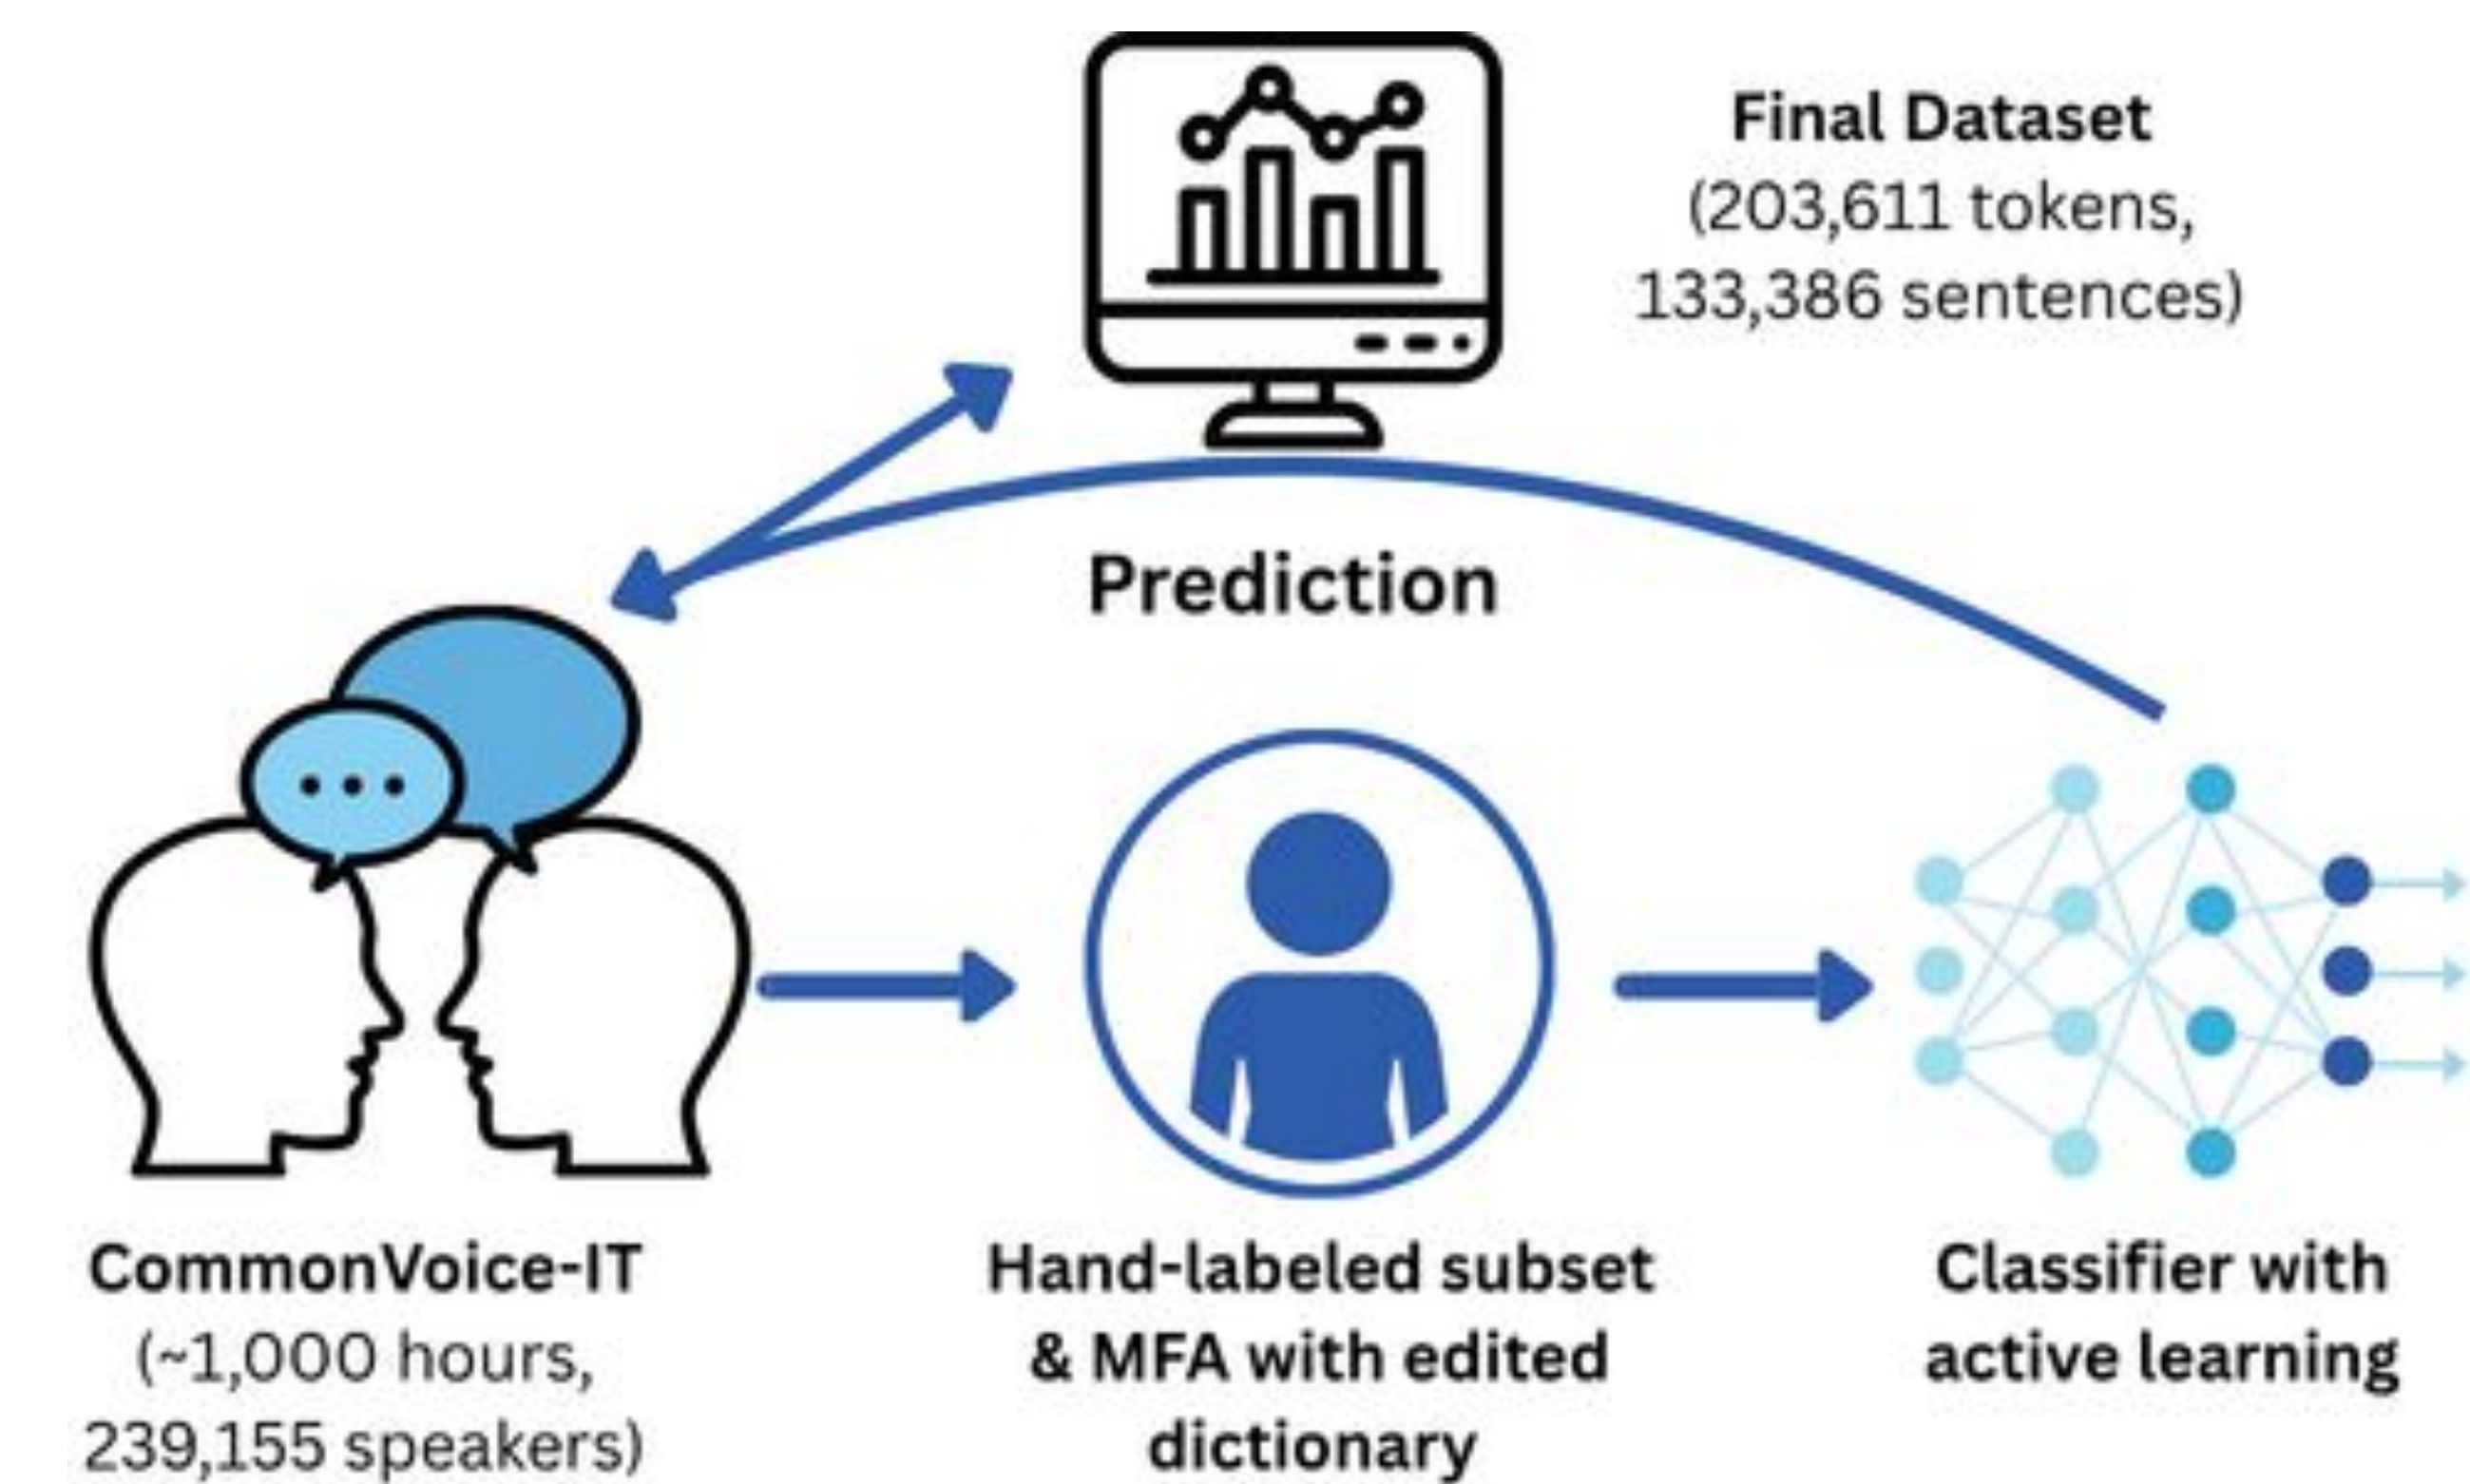 Final Dataset
(203,611 tokens,
133,386 sentences)
Prediction
CommonVoice-IT
(~1,000 hours,
239,155 speakers)
Hand-labeled subset
& MFA with edited
dictionary
Classifier with
active learning